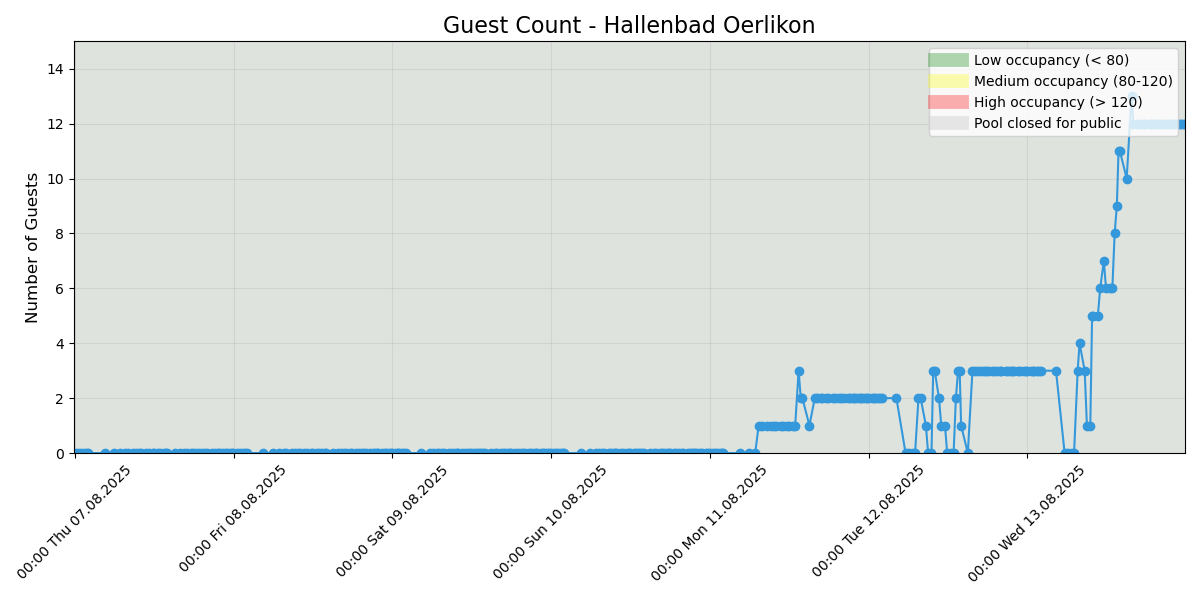 Guest Count - Hallenbad Oerlikon
Low occupancy (< 80)
Medium occupancy (80-120)
High occupancy (> 120)
Pool closed for public
Number of Guests
14
12
10
8
6
4
2
0
00:00 Thu 07.08.2025
00:00 Fri 08.08.2025
00:00 Sat 09.08.2025
00:00 Sun 10.08.2025
00:00 Mon 11.08.2025
00:00 Tue 12.08.2025
00:00 Wed 13.08.2025